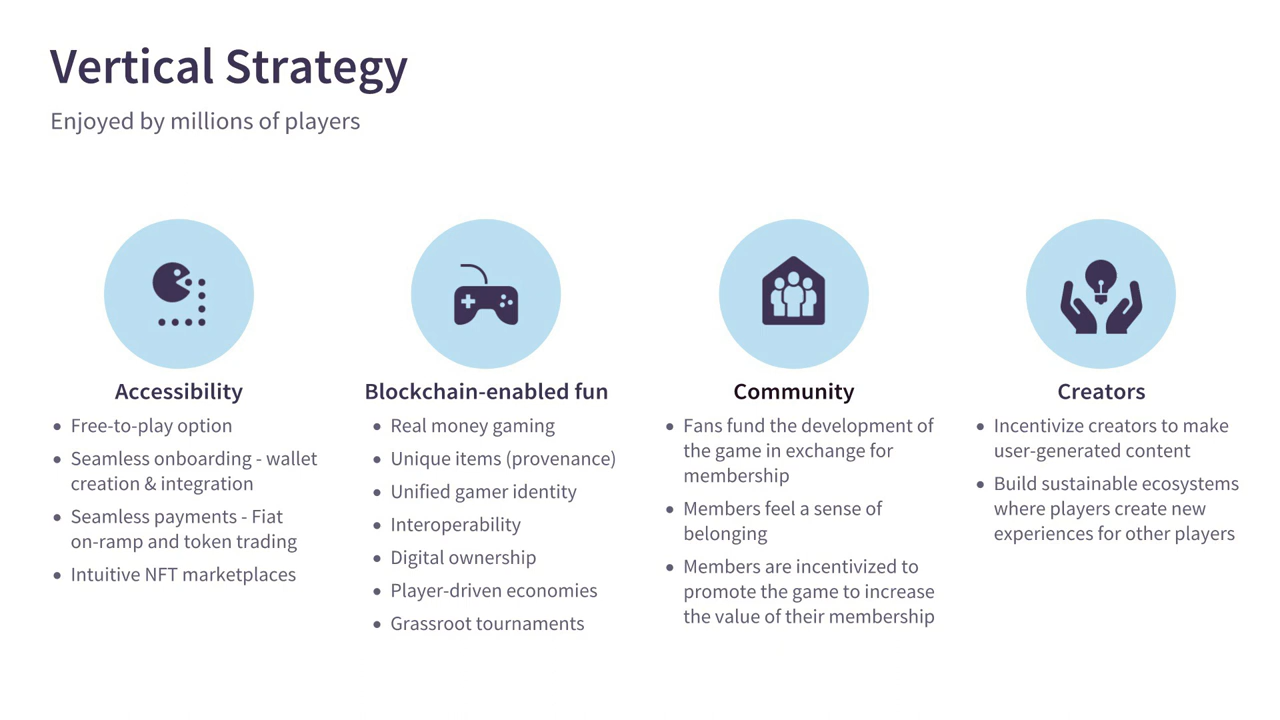 Vertical Strategy
Enjoyed by millions of players
Accessibility
• Free-to-play option
• Seamless onboarding - wallet
creation & integration
• Seamless payments - Fiat
on-ramp and token trading
• Intuitive NFT marketplaces
Blockchain-enabled fun
• Real money gaming
• Unique items (provenance)
• Unified gamer identity
• Interoperability
• Digital ownership
• Player-driven economies
• Grassroot tournaments
Community
• Fans fund the development of
the game in exchange for
membership
• Members feel a sense of
belonging
• Members are incentivized to
promote the game to increase
the value of their membership
Creators
• Incentivize creators to make
user-generated content
• Build sustainable ecosystems
where players create new
experiences for other players